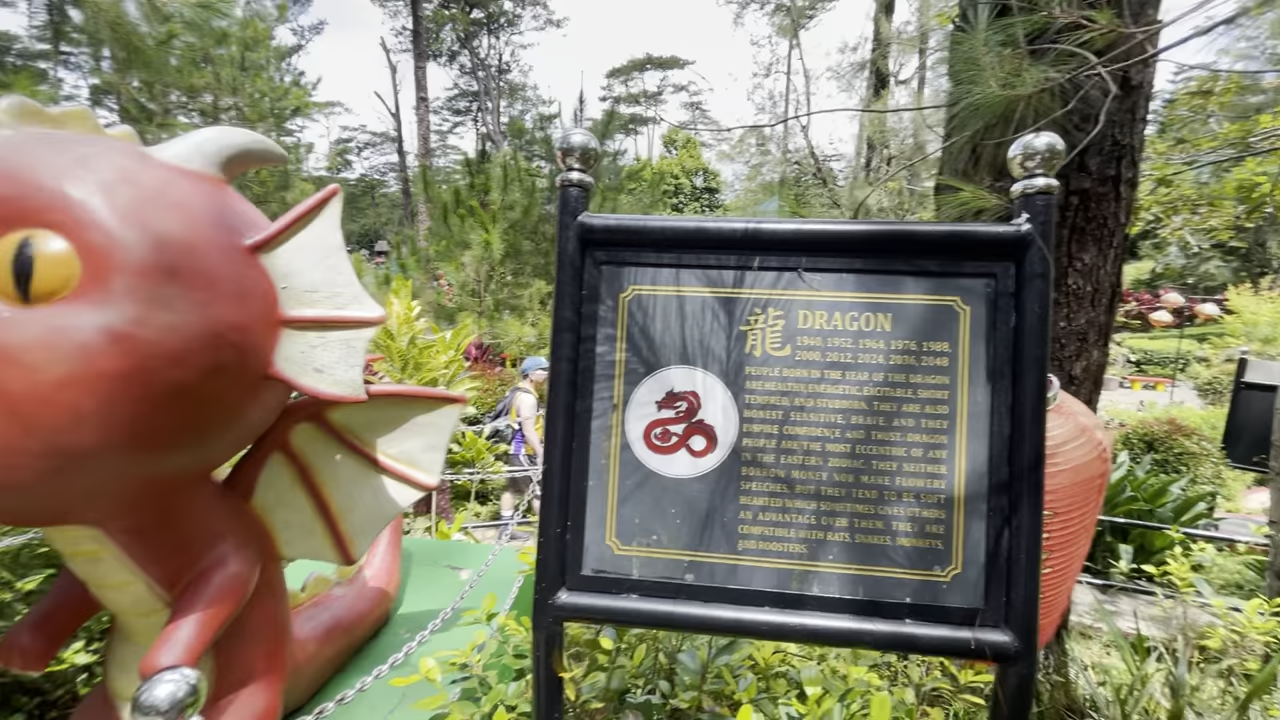 龍 DRAGON
1940, 1952, 1964, 1976, 1988,
2000, 2012, 2024, 2036, 2048
PEOPLE BORN IN THE YEAR OF THE DRAGON
ARE HEALTHY, ENERGETIC, EXCITABLE, SHORT
TEMPERED, AND STUBBORN. THEY ARE ALSO
HONEST, SENSITIVE, BRAVE, AND THEY
INSPIRE CONFIDENCE AND TRUST. DRAGON
PEOPLE ARE THE MOST ECCENTRIC OF ANY
IN THE EASTERN ZODIAC. THEY NEITHER
BORROW MONEY NOR MAKE FLOWERY
SPEECHES, BUT THEY TEND TO BE SOFT
HEARTED WHICH SOMETIMES GIVES OTHERS
AN ADVANTAGE OVER THEM. THEY ARE
COMPATIBLE WITH RATS, SNAKES, MONKEYS,
AND ROOSTERS.